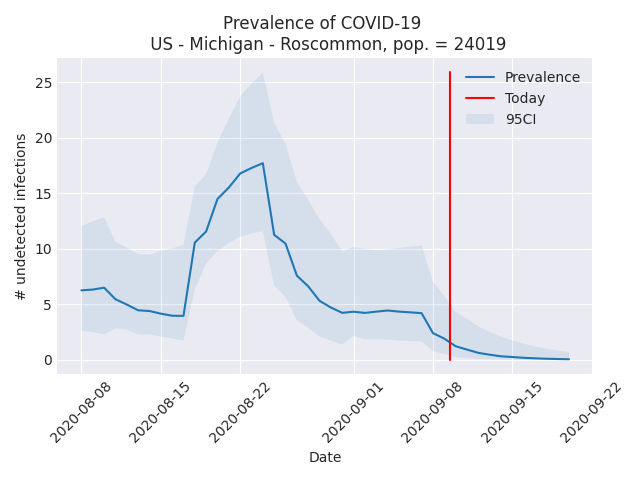 Prevalence of COVID-19
US - Michigan - Roscommon, pop. = 24019
# undetected infections
25
20
15
10
5
0
Prevalence
Today
95CI
2020-08-08
2020-08-15
2020-08-22
2020-09-01
2020-09-08
2020-09-15
2020-09-22
Date